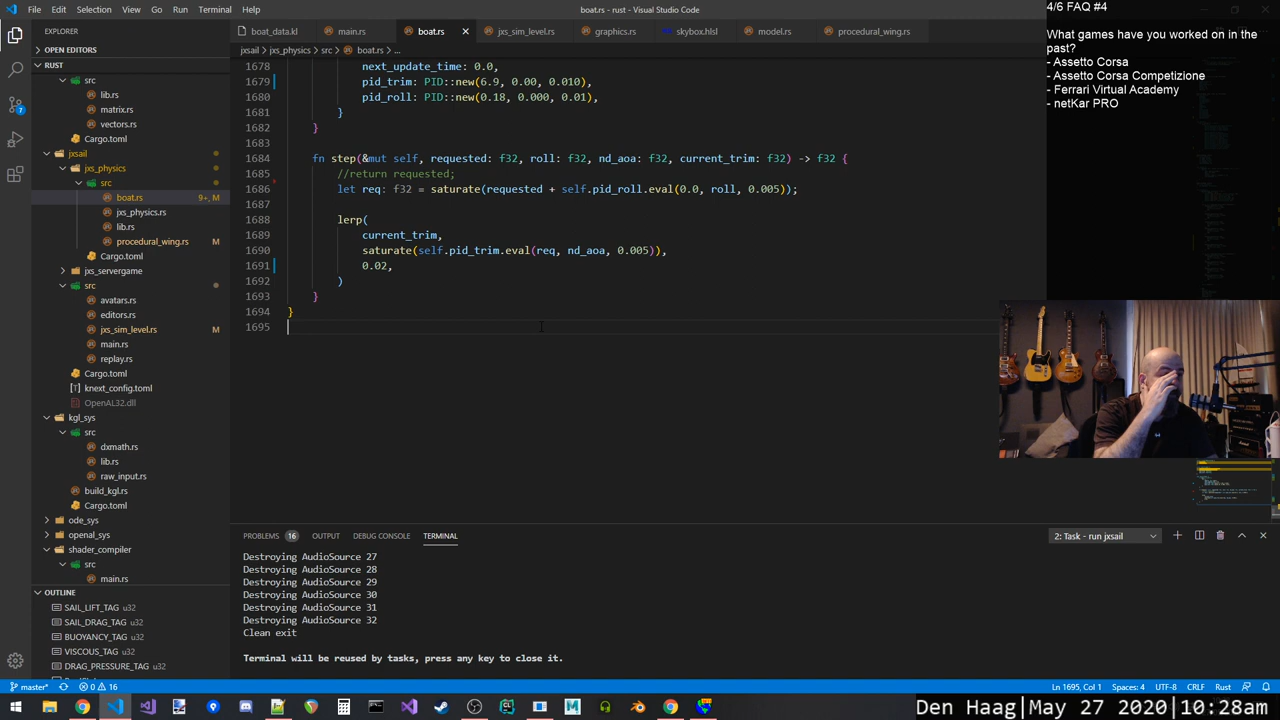 File Edit Selection View Go Run Terminal Help
boat.rs - rust - Visual Studio Code
4/6 FAQ #4
What games have you worked on in the
past?
- Assetto Corsa
- Assetto Corsa Competizione
- Ferrari Virtual Academy
- netKar PRO
EXPLORER
OPEN EDITORS
RUST
src
lib.rs
matrix.rs
vectors.rs
Cargo.toml
jxsail
jxs_physics
src
boat.rs 9+, M
jxs_physics.rs
lib.rs
procedural_wing.rs M
Cargo.toml
jxs_servergame
src
avatars.rs
editors.rs
jxs_sim_level.rs M
main.rs
replay.rs
Cargo.toml
knext_config.toml
OpenAL32.dll
kgl_sys
src
dxmath.rs
lib.rs
raw_input.rs
build_kgl.rs
Cargo.toml
ode_sys
openal_sys
shader_compiler
src
main.rs
OUTLINE
SAIL_LIFT_TAG u32
SAIL_DRAG_TAG u32
BUOYANCY_TAG u32
VISCOUS_TAG u32
DRAG_PRESSURE_TAG u32
boat_data.kl main.rs boat.rs jxs_sim_level.rs graphics.rs skybox.hlsl model.rs procedural_wing.rs
jxsail > jxs_physics > src > boat.rs > ...
1678 next_update_time: 0.0,
1679 pid_trim: PID::new(6.9, 0.00, 0.010),
1680 pid_roll: PID::new(0.18, 0.000, 0.01),
1681 }
1682 }
1683
1684 fn step(&mut self, requested: f32, roll: f32, nd_aoa: f32, current_trim: f32) -> f32 {
1685 //return requested;
1686 let req: f32 = saturate(requested + self.pid_roll.eval(0.0, roll, 0.005));
1687
1688 lerp(
1689 current_trim,
1690 saturate(self.pid_trim.eval(req, nd_aoa, 0.005)),
1691 0.02,
1692 )
1693 }
1694 }
1695
PROBLEMS 16 OUTPUT DEBUG CONSOLE TERMINAL
2: Task - run jxsail
Destroying AudioSource 27
Destroying AudioSource 28
Destroying AudioSource 29
Destroying AudioSource 30
Destroying AudioSource 31
Destroying AudioSource 32
Clean exit
Terminal will be reused by tasks, press any key to close it.
master* 0 16
Ln 1695, Col 1 Spaces: 4 UTF-8 CRLF Rust
Den Haag|May 27 2020|10:28am